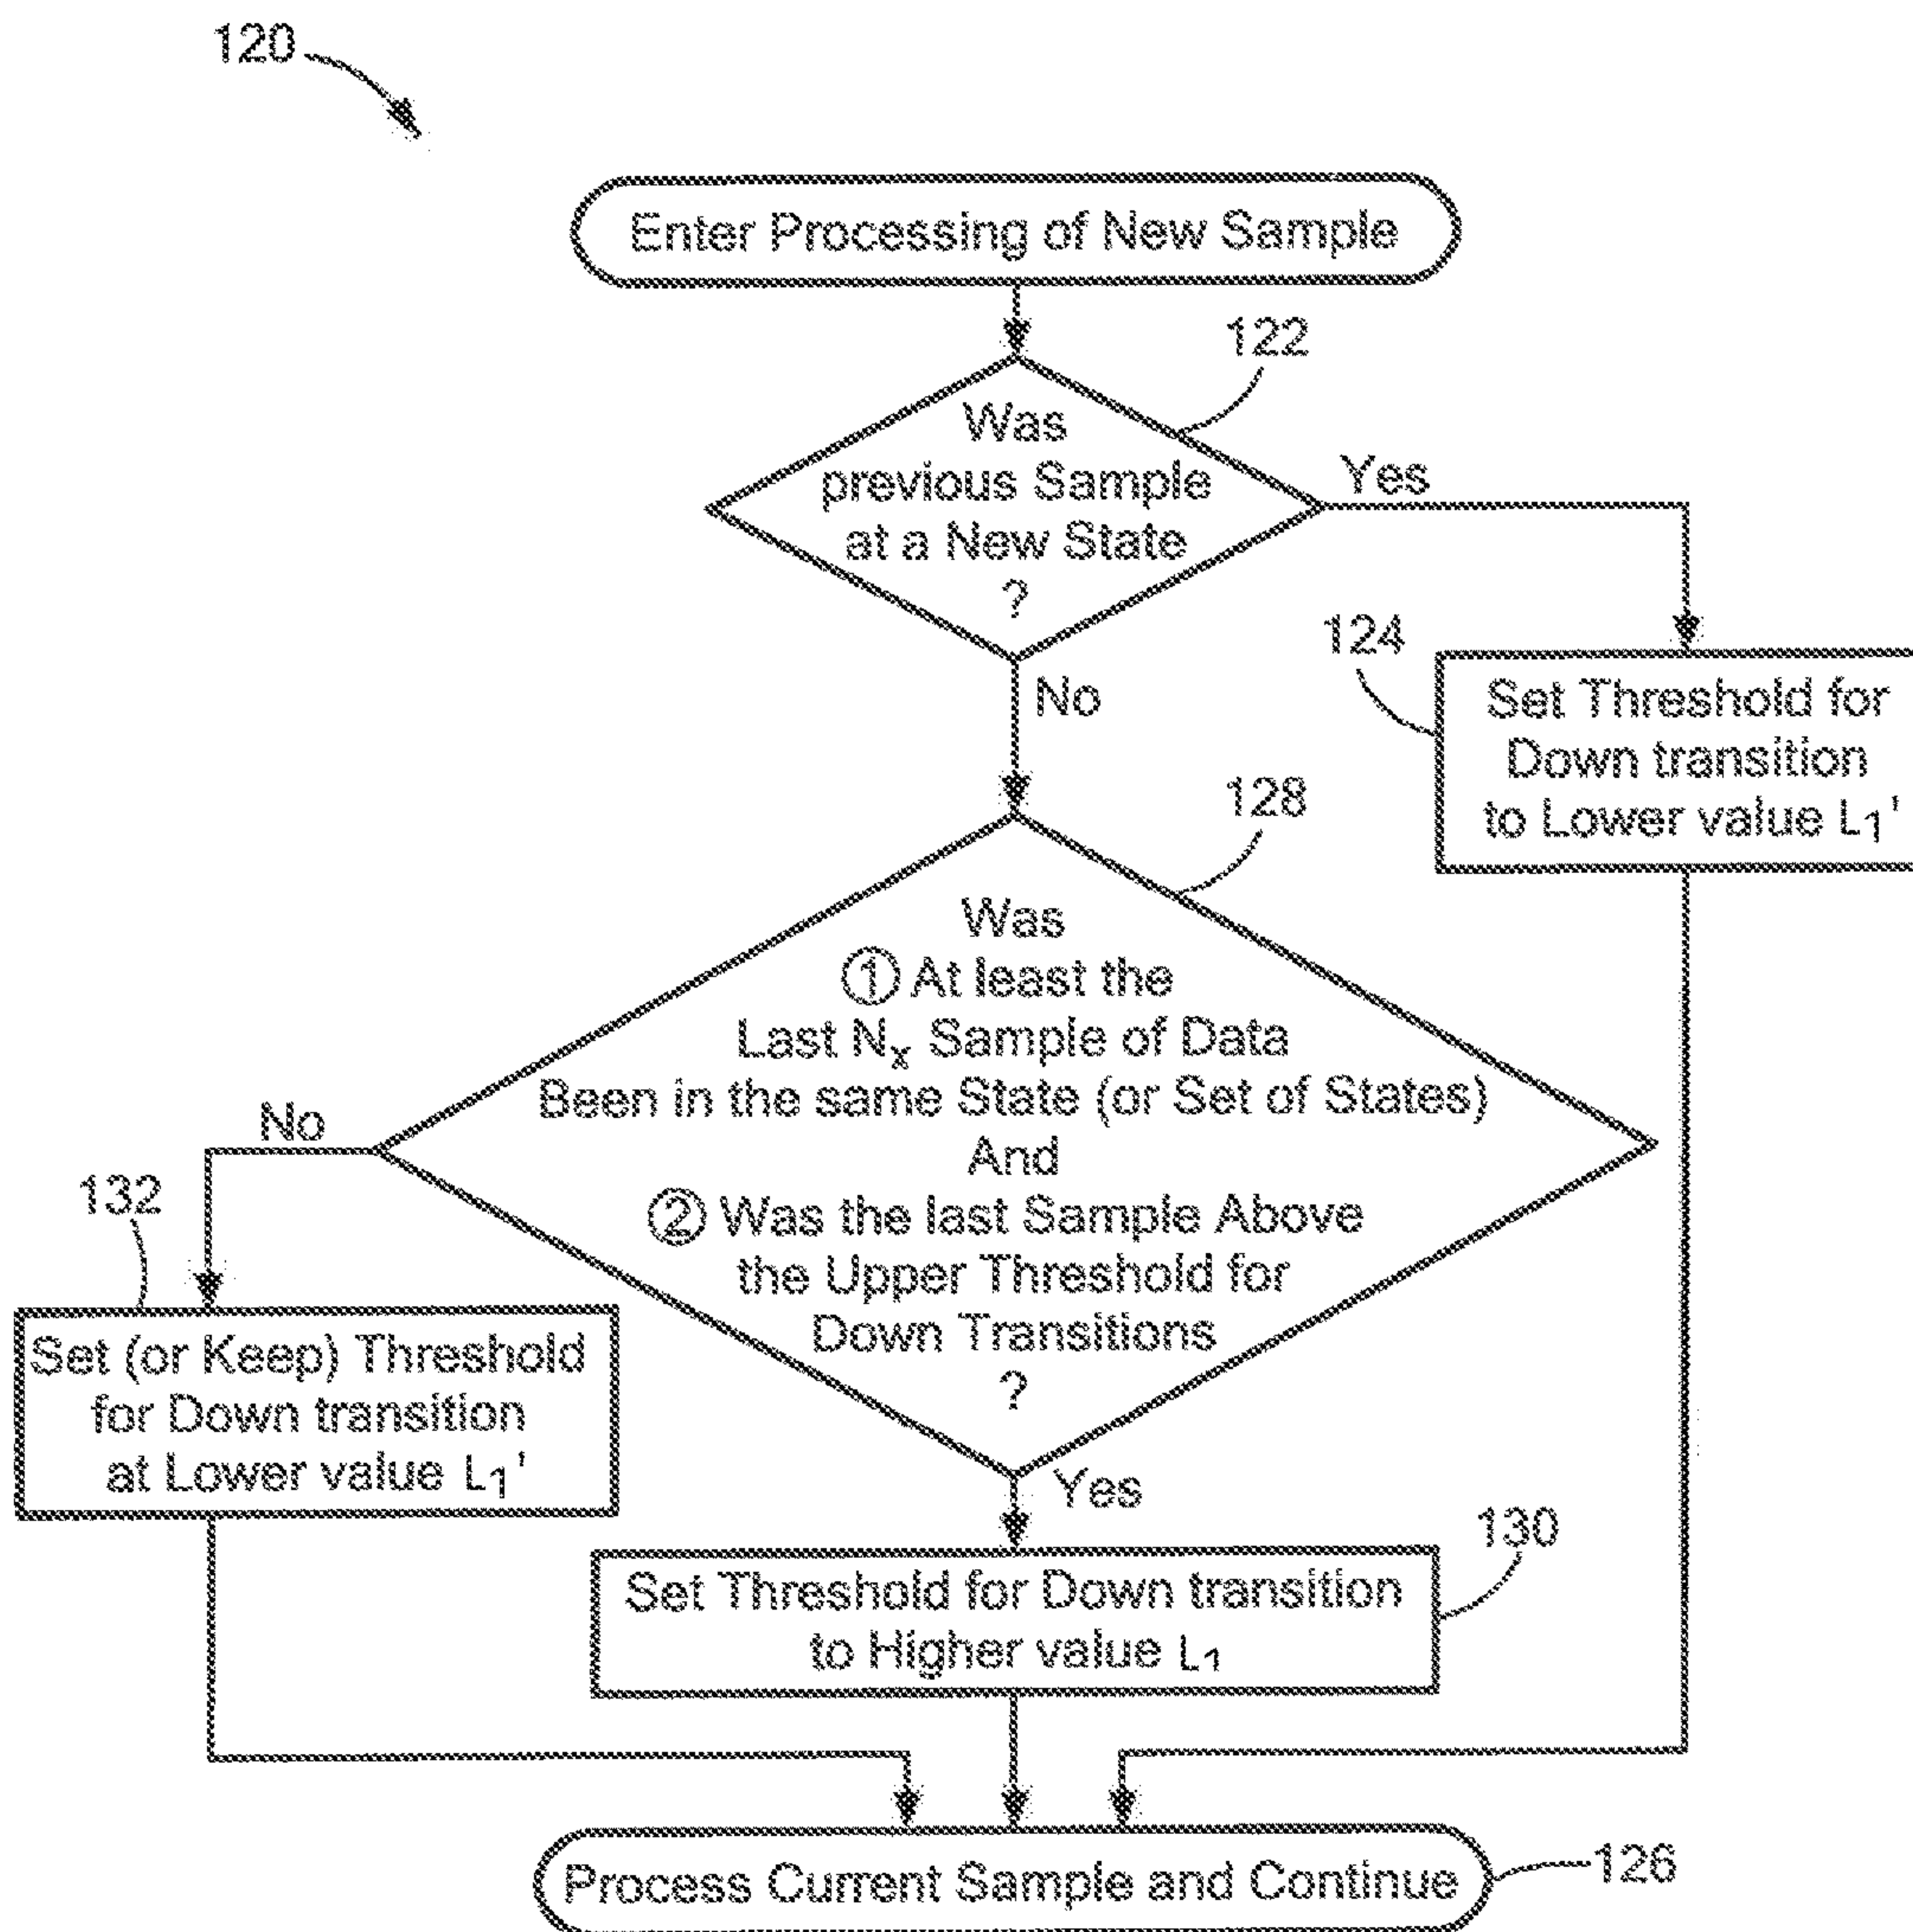 120
Enter Processing of New Sample
122
Was
previous Sample
at a New State
?
Yes
No
124
Set Threshold for
Down transition
to Lower value L₁'
128
Was
① At least the
Last Nₓ Sample of Data
Been in the same State (or Set of States)
And
② Was the last Sample Above
the Upper Threshold for
Down Transitions
?
No
Yes
132
Set (or Keep) Threshold
for Down transition
at Lower value L₁'
130
Set Threshold for Down transition
to Higher value L₁
Process Current Sample and Continue
126